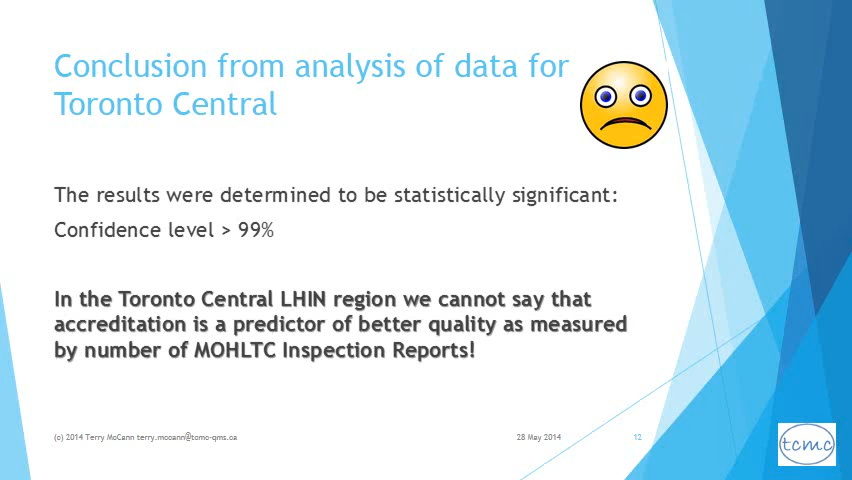 Conclusion from analysis of data for
Toronto Central
The results were determined to be statistically significant:
Confidence level > 99%
In the Toronto Central LHIN region we cannot say that
accreditation is a predictor of better quality as measured
by number of MOHLTC Inspection Reports!
(c) 2014 Terry McCann terry.mccann@tcmc-qms.ca
28 May 2014
12
tcmc